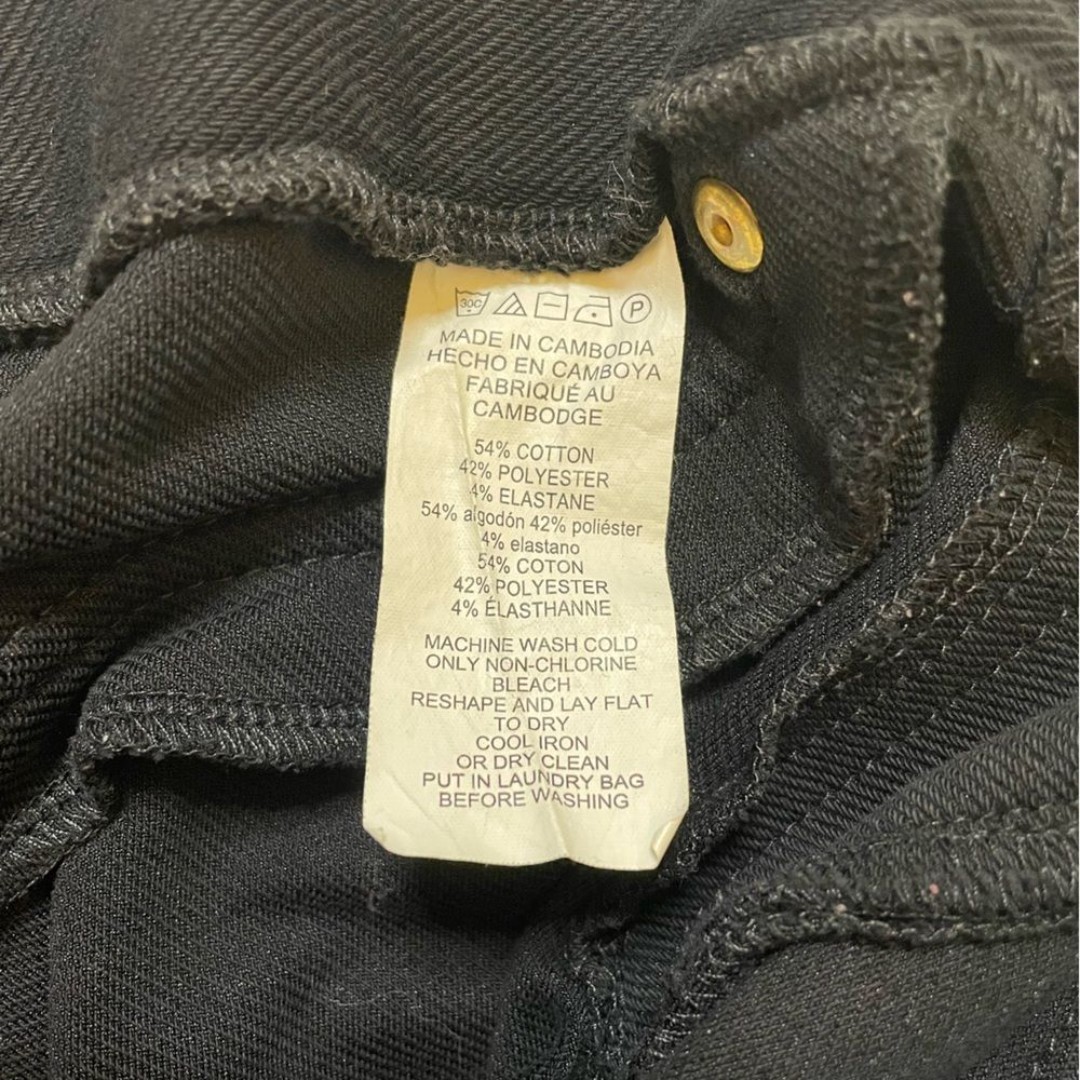 30C P
MADE IN CAMBODIA
HECHO EN CAMBOYA
FABRIQUÉ AU
CAMBODGE
54% COTTON
42% POLYESTER
4% ELASTANE
54% algodón 42% poliéster
4% elastano
54% COTON
42% POLYESTER
4% ÉLASTHANNE
MACHINE WASH COLD
ONLY NON-CHLORINE
BLEACH
RESHAPE AND LAY FLAT
TO DRY
COOL IRON
OR DRY CLEAN
PUT IN LAUNDRY BAG
BEFORE WASHING